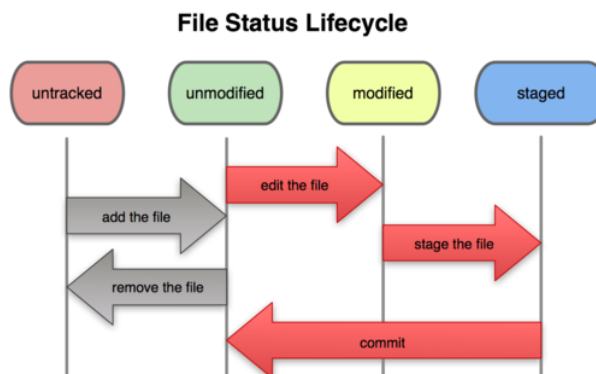 File Status Lifecycle
untracked
unmodified
modified
staged
edit the file
add the file
stage the file
remove the file
commit